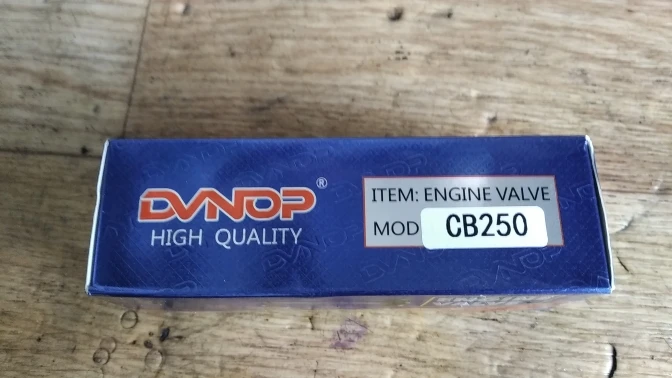 DVNOP®
HIGH QUALITY
ITEM: ENGINE VALVE
MOD CB250